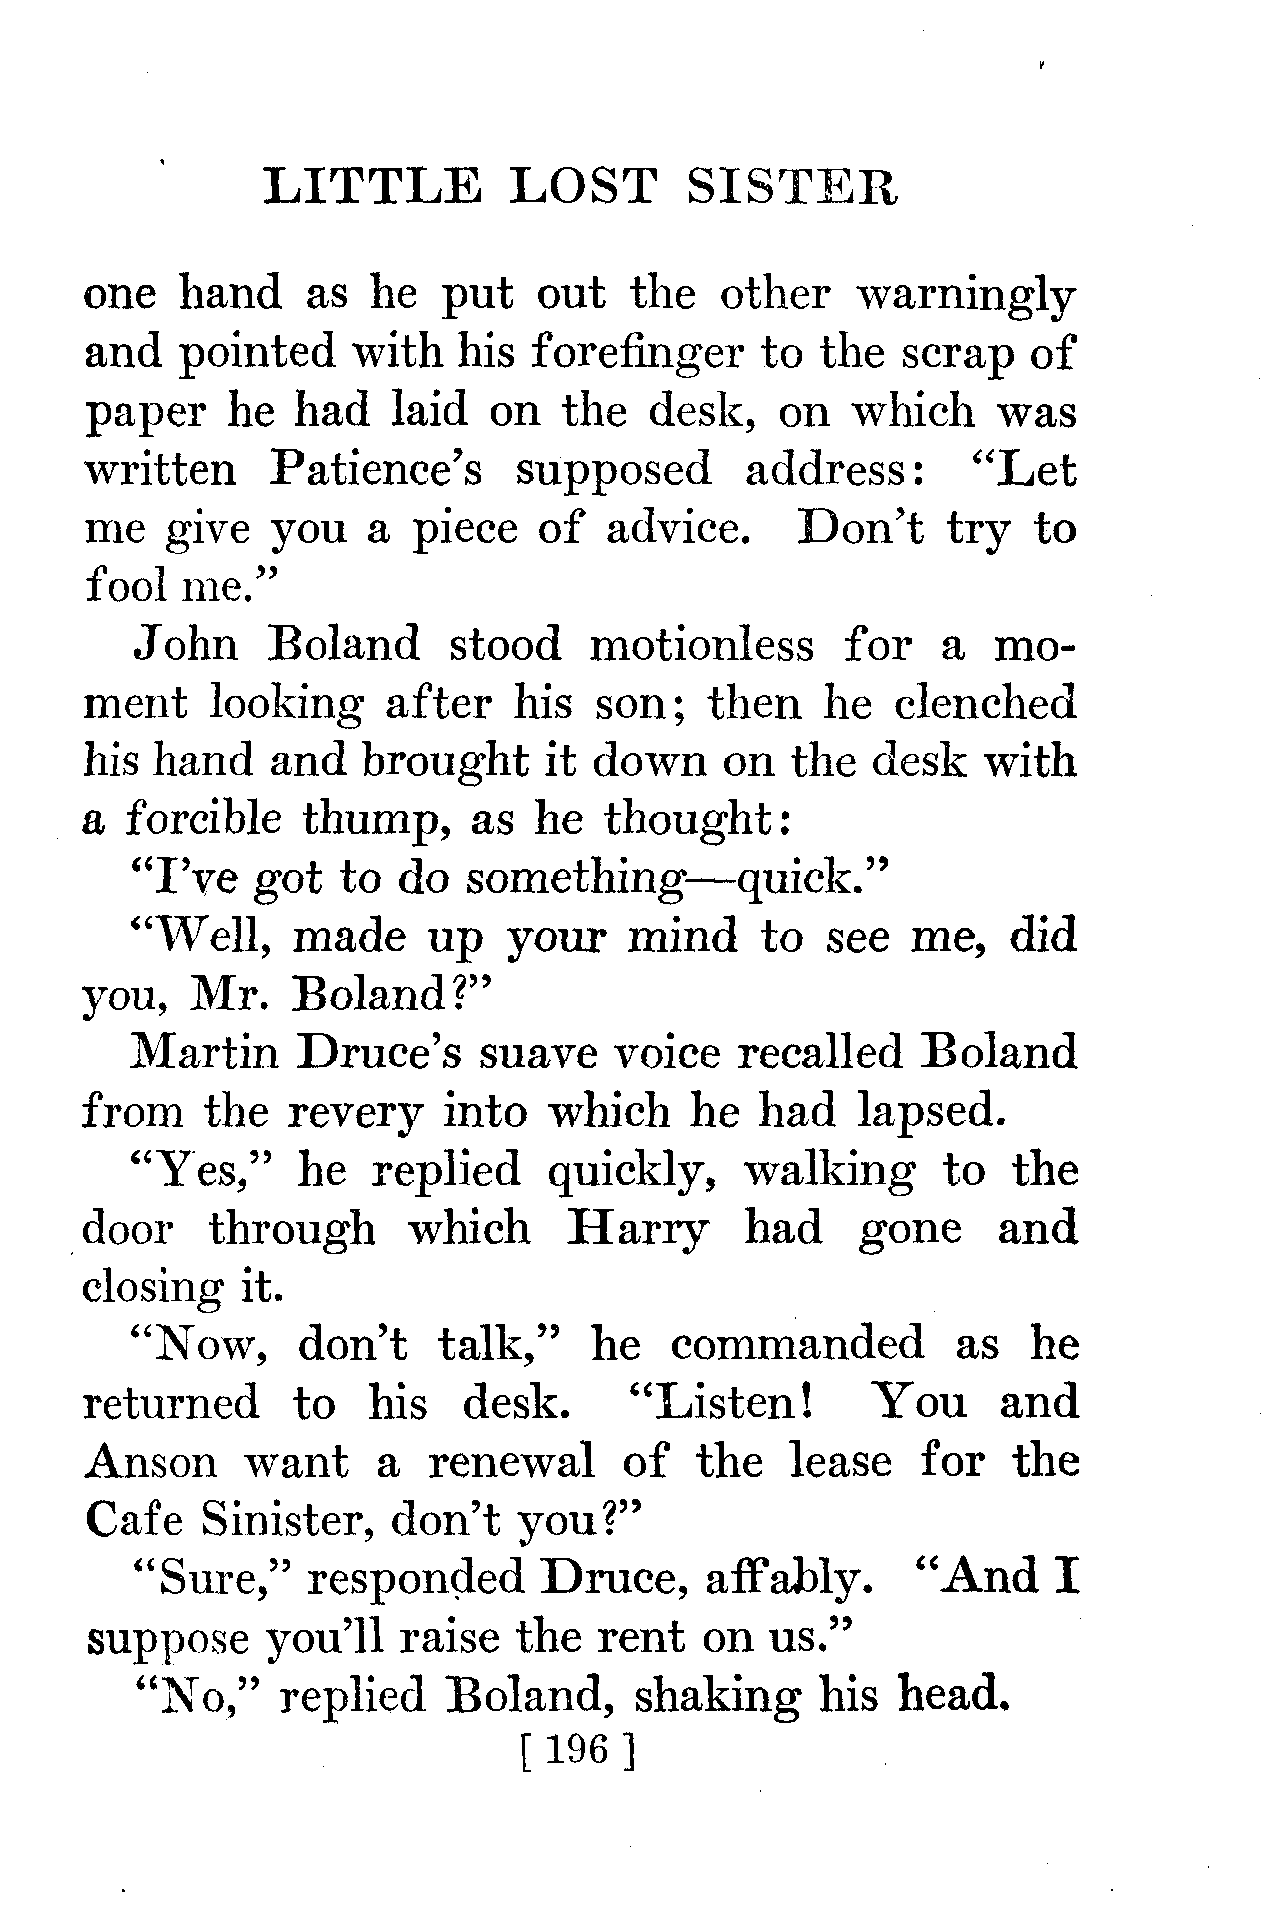 LITTLE LOST SISTER
one hand as he put out the other warningly
and pointed with his forefinger to the scrap of
paper he had laid on the desk, on which was
written Patience's supposed address: "Let
me give you a piece of advice. Don't try to
fool me."
John Boland stood motionless for a mo-
ment looking after his son; then he clenched
his hand and brought it down on the desk with
a forcible thump, as he thought:
"I've got to do something—quick."
"Well, made up your mind to see me, did
you, Mr. Boland?"
Martin Druce's suave voice recalled Boland
from the revery into which he had lapsed.
"Yes," he replied quickly, walking to the
door through which Harry had gone and
closing it.
"Now, don't talk," he commanded as he
returned to his desk. "Listen! You and
Anson want a renewal of the lease for the
Cafe Sinister, don't you?"
"Sure," responded Druce, affably. "And I
suppose you'll raise the rent on us."
"No," replied Boland, shaking his head.
[ 196 ]